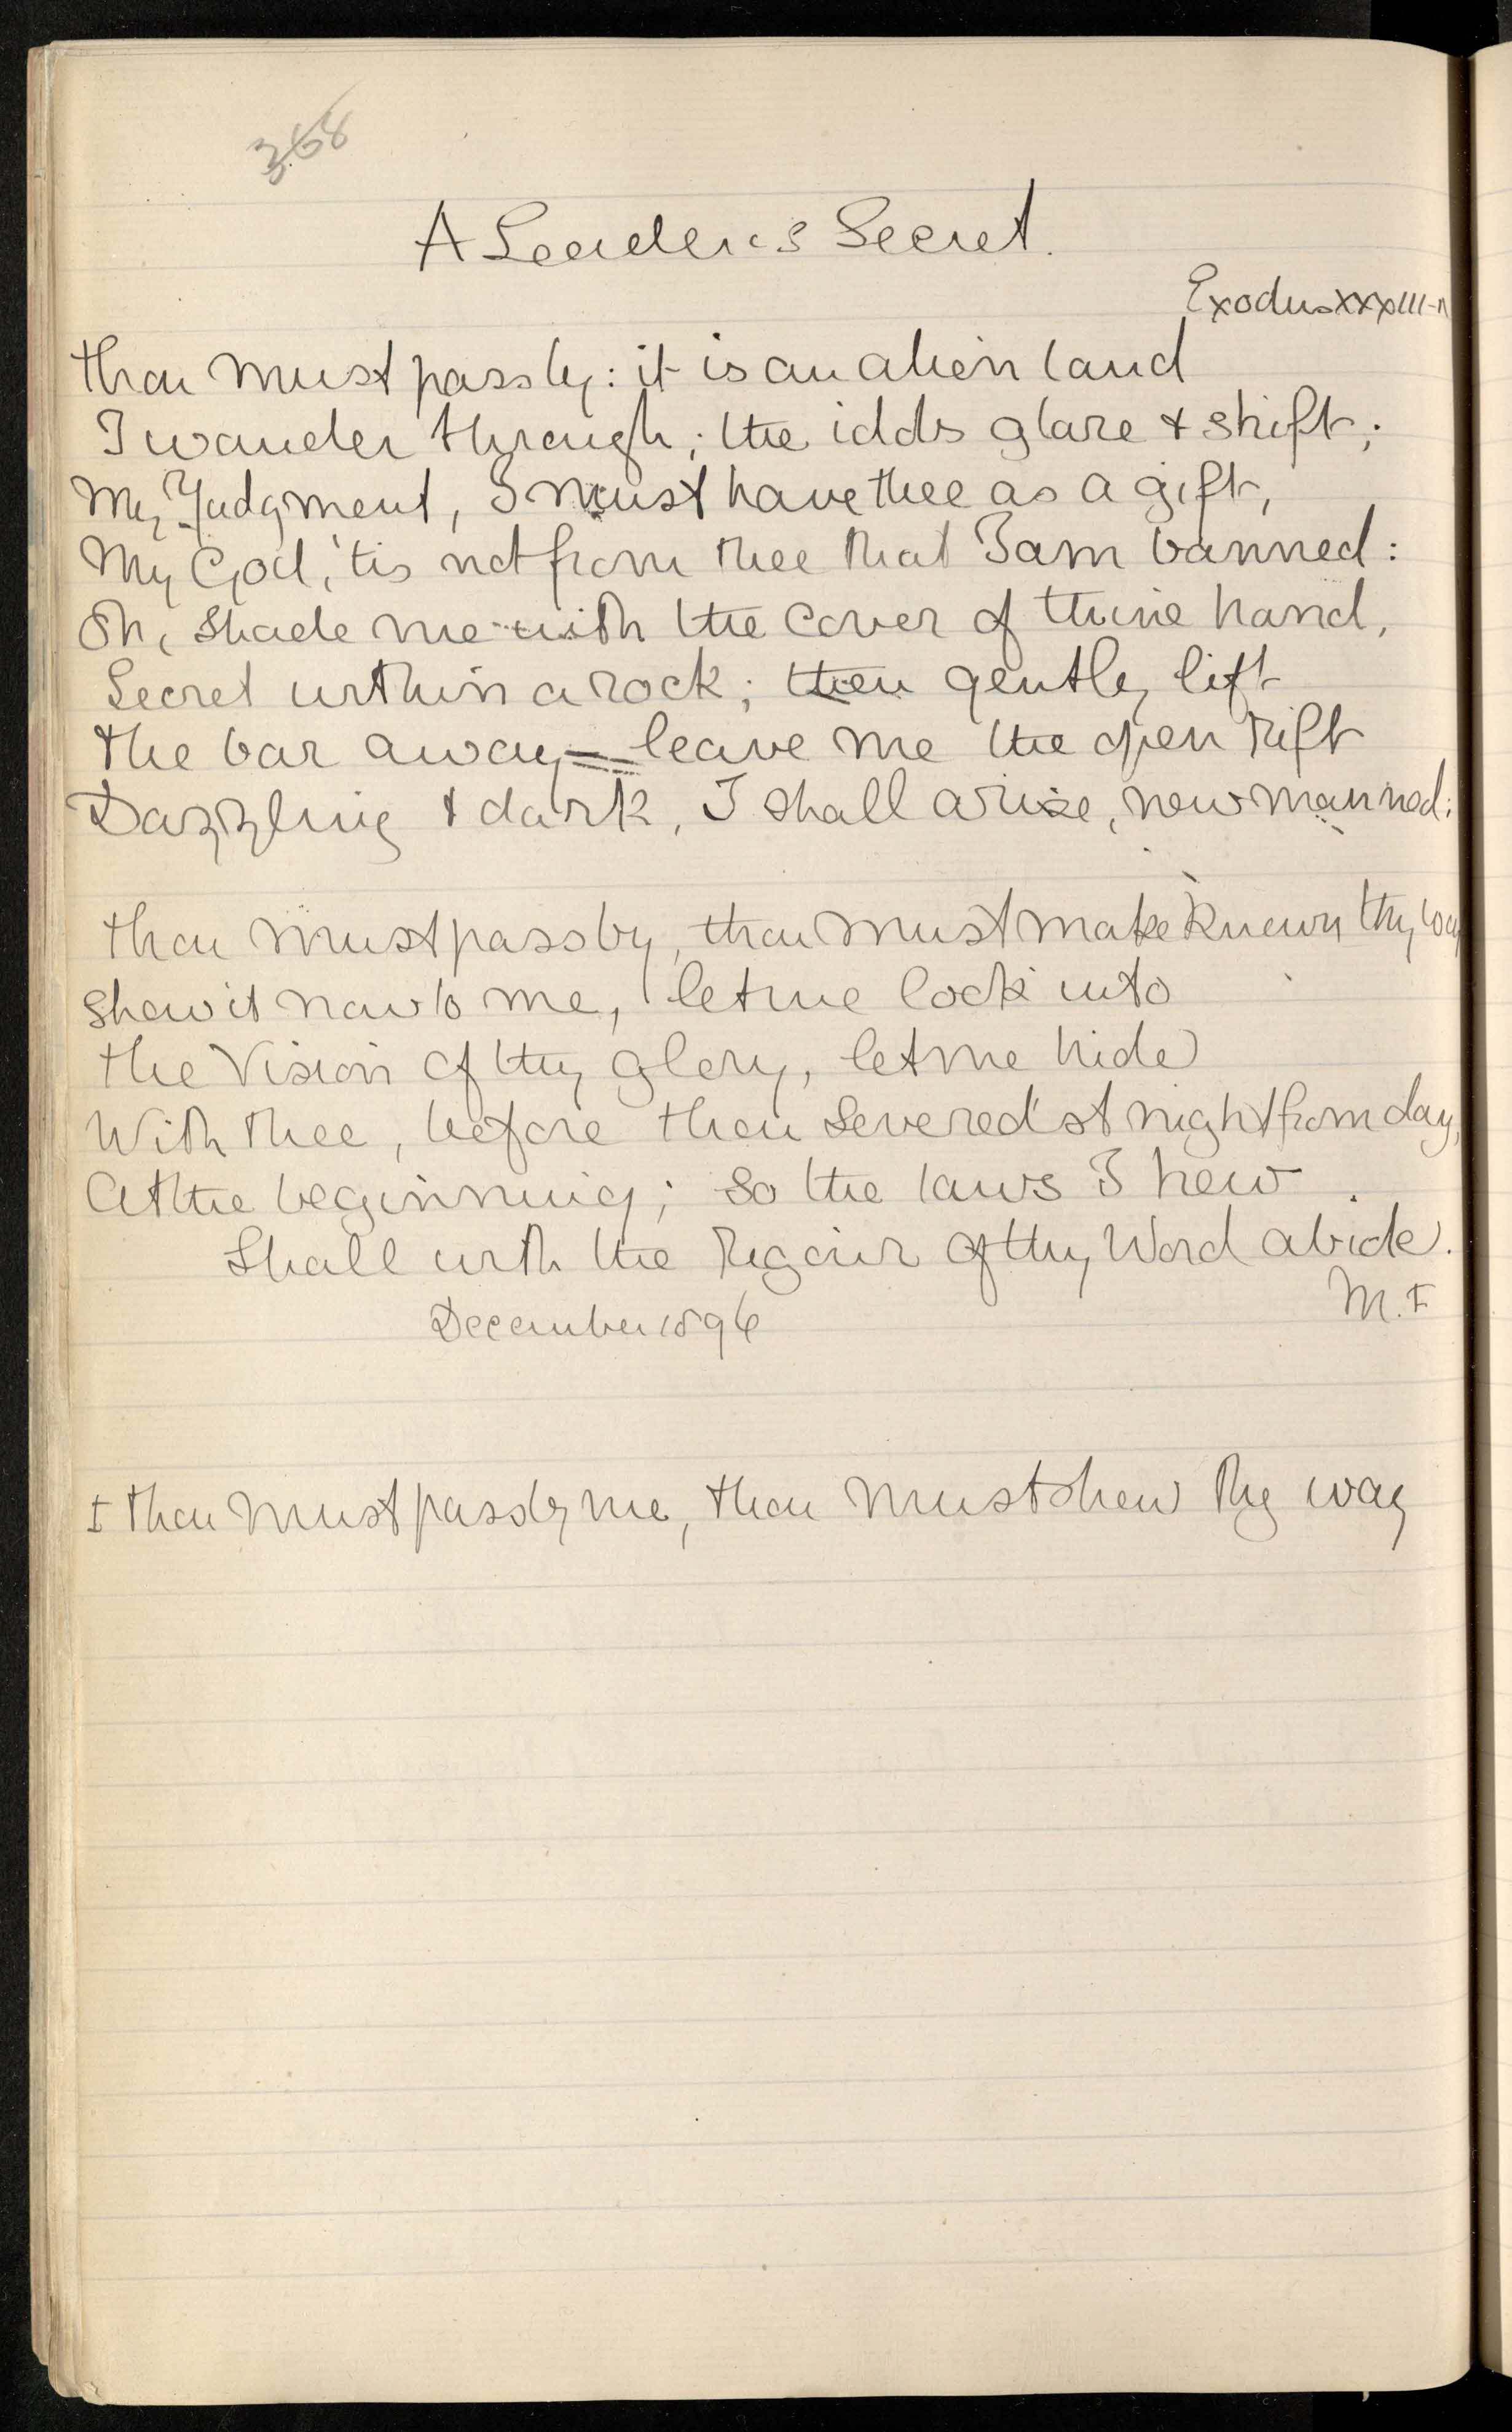 368
A Leader's Secret.
Exodus XXXIII-
Thou must pass by: it is an alien land
I wander through; the idols glare & shift;
My Judgment, I must have thee as a gift,
My God, 'tis not from thee that I am banned:
Oh, shade me with the cover of thine hand,
Secret within a rock; then gently lift
The bar away = leave me the open rift
Dazzling & dark, I shall arise, new manned:
Thou must pass by, thou must make known thy way
Shew it now to me, let me look into
The Vision of thy glory, let me hide
With thee, before thou severed'st night from day,
At the beginning; so the laws I hew
Shall with the rigour of thy Word abide.
M.F
December 1896
‡ Thou must pass by me, thou must shew thy way